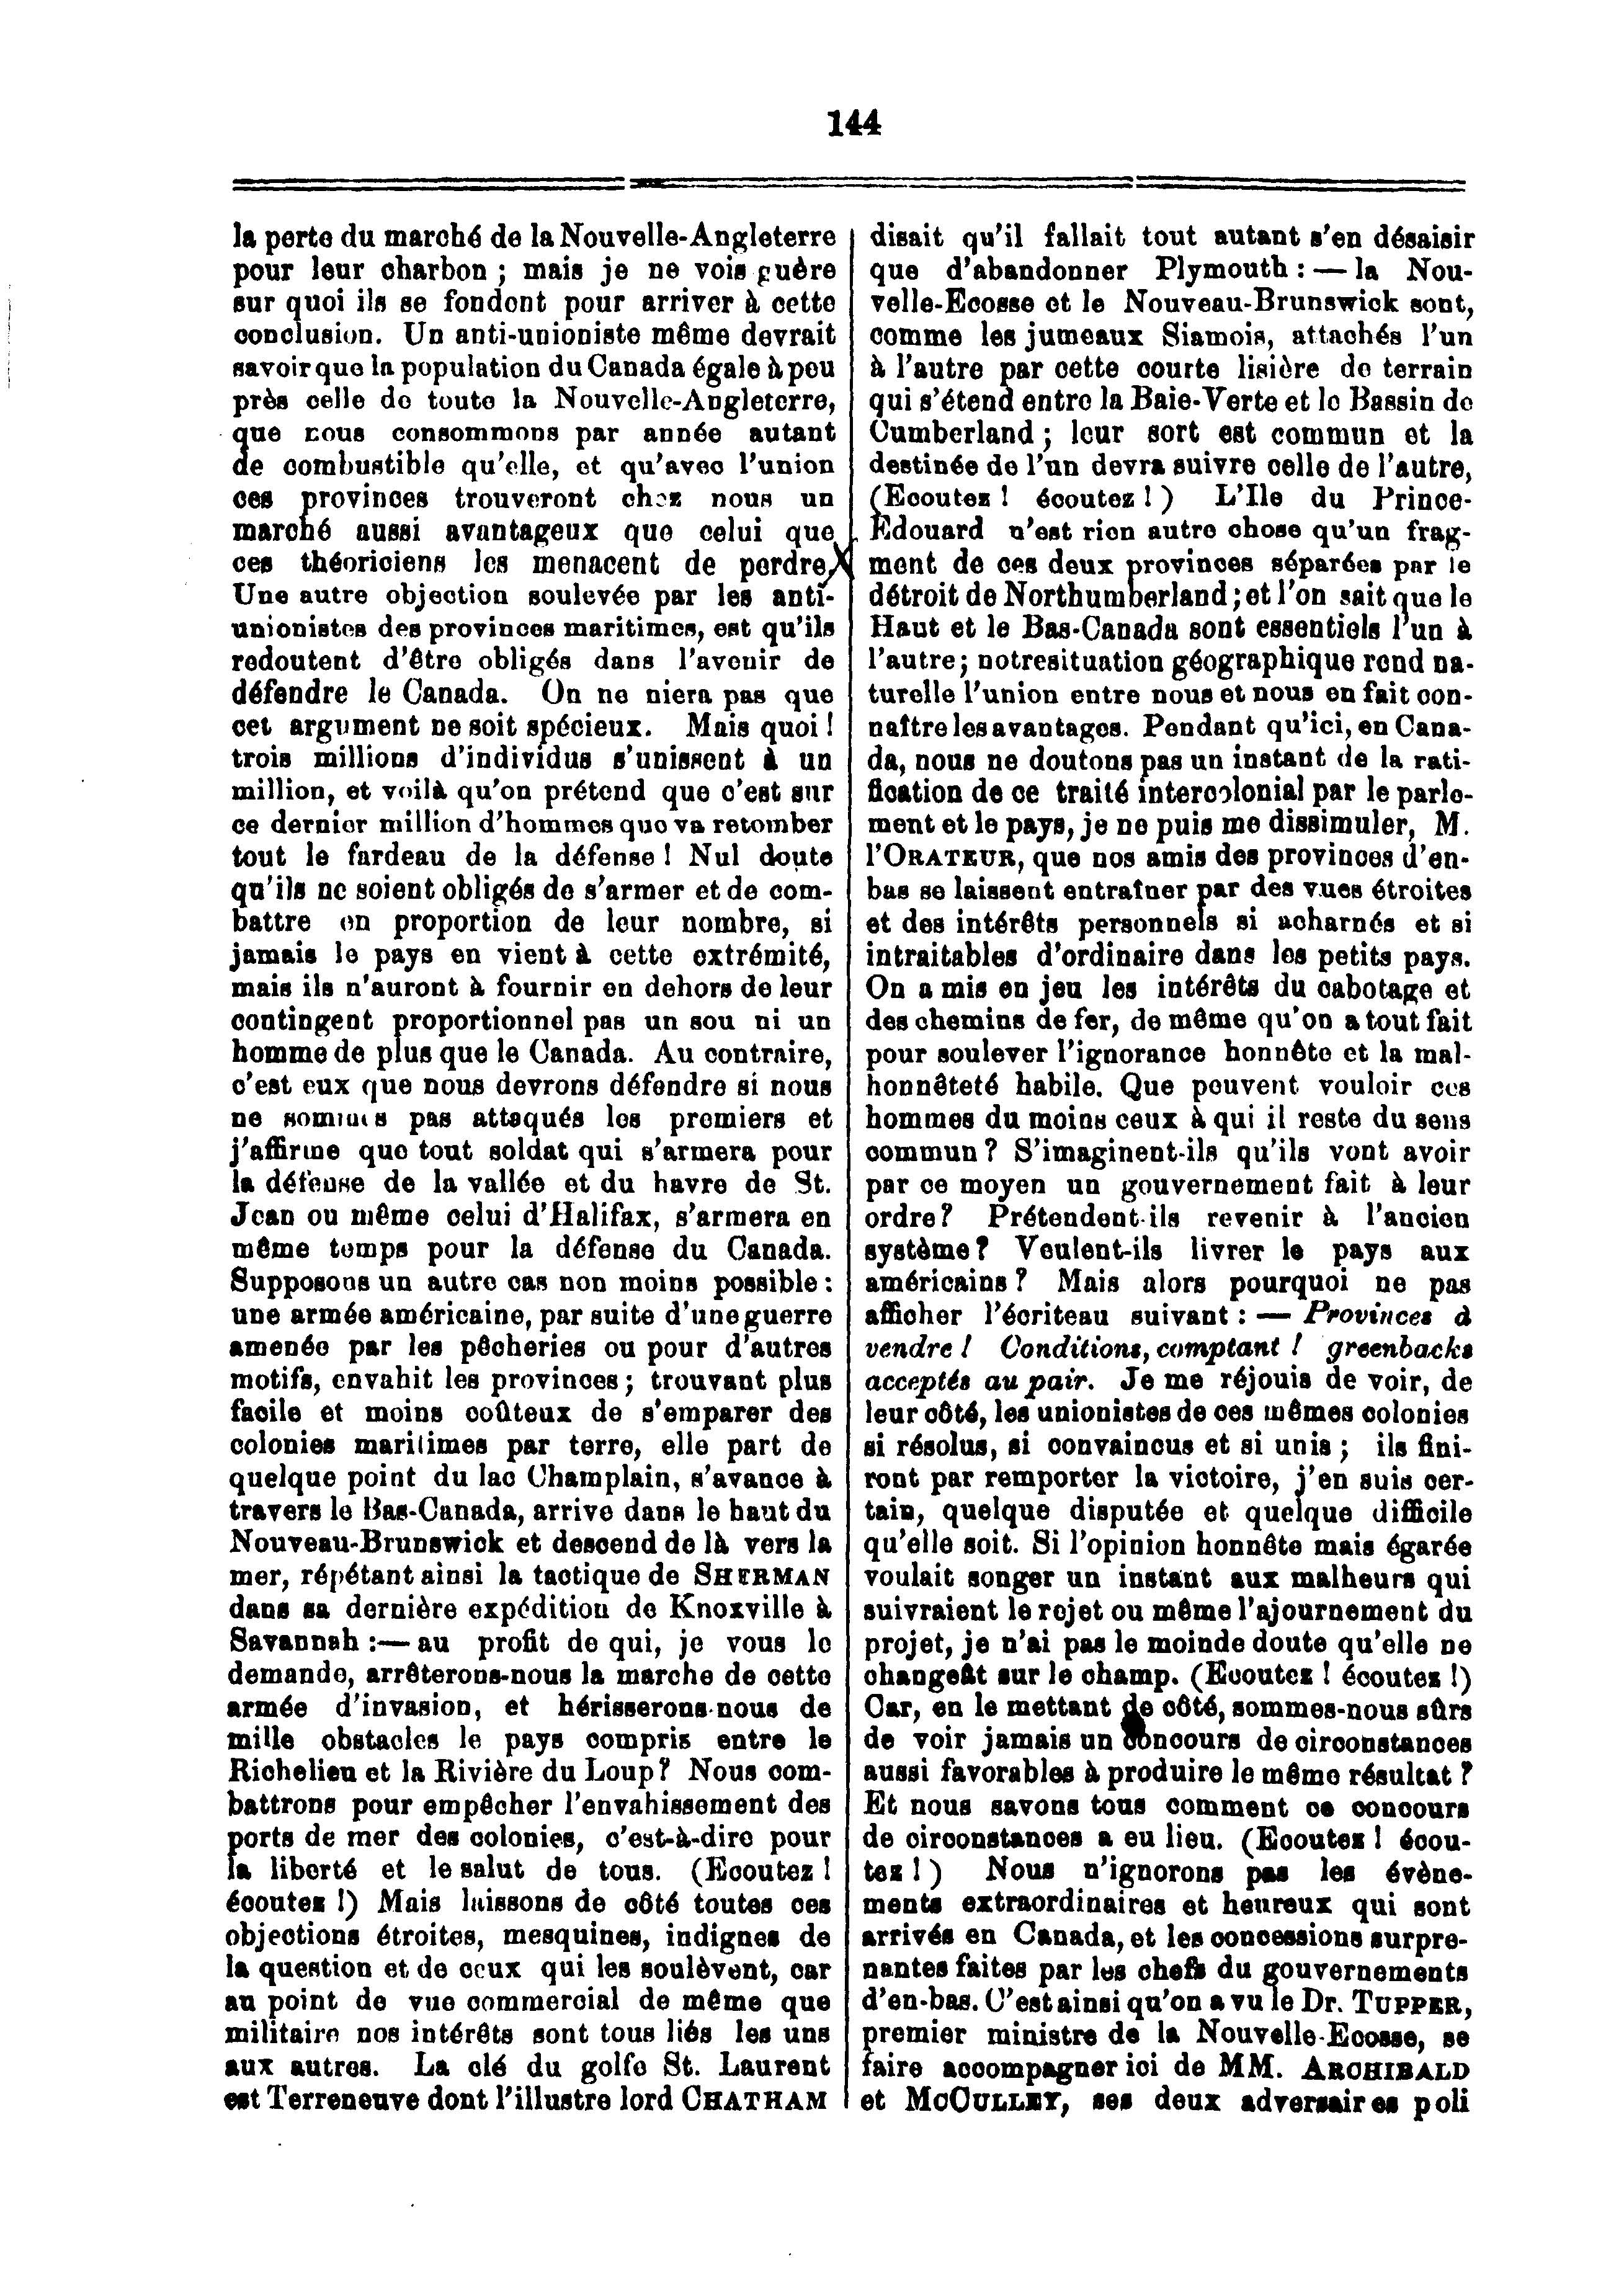 144
la perte du marché de la Nouvelle-Angleterre
pour leur charbon ; mais je ne vois guère
sur quoi ils se fondent pour arriver à cette
conclusion. Un anti-unioniste même devrait
savoir que la population du Canada égale à peu
près celle de toute la Nouvelle-Angleterre,
que nous consommons par année autant
de combustible qu'elle, et qu'avec l'union
ces provinces trouveront chez nous un
marché aussi avantageux que celui que
ces théoriciens les menacent de perdre.
Une autre objection soulevée par les anti-
unionistes des provinces maritimes, est qu'ils
redoutent d'être obligés dans l'avenir de
défendre le Canada. On ne niera pas que
cet argument ne soit spécieux. Mais quoi !
trois millions d'individus s'unissent à un
million, et voilà qu'on prétend que c'est sur
ce dernier million d'hommes que va retomber
tout le fardeau de la défense ! Nul doute
qu'ils ne soient obligés de s'armer et de com-
battre en proportion de leur nombre, si
jamais le pays en vient à cette extrémité,
mais ils n'auront à fournir en dehors de leur
contingent proportionnel pas un sou ni un
homme de plus que le Canada. Au contraire,
c'est eux que nous devrons défendre si nous
ne sommes pas attaqués les premiers et
j'affirme que tout soldat qui s'armera pour
la défense de la vallée et du havre de St.
Jean ou même celui d'Halifax, s'armera en
même temps pour la défense du Canada.
Supposons un autre cas non moins possible :
une armée américaine, par suite d'une guerre
amenée par les pêcheries ou pour d'autres
motifs, envahit les provinces ; trouvant plus
facile et moins coûteux de s'emparer des
colonies maritimes par terre, elle part de
quelque point du lac Champlain, s'avance à
travers le Bas-Canada, arrive dans le haut du
Nouveau-Brunswick et descend de là vers la
mer, répétant ainsi la tactique de SHERMAN
dans sa dernière expédition de Knoxville à
Savannah :— au profit de qui, je vous le
demande, arrêterons-nous la marche de cette
armée d'invasion, et hérisserons-nous de
mille obstacles le pays compris entre le
Richelieu et la Rivière du Loup ? Nous com-
battrons pour empêcher l'envahissement des
ports de mer des colonies, c'est-à-dire pour
la liberté et le salut de tous. (Ecoutez !
écoutez !) Mais laissons de côté toutes ces
objections étroites, mesquines, indignes de
la question et de ceux qui les soulèvent, car
au point de vue commercial de même que
militaire nos intérêts sont tous liés les uns
aux autres. La clé du golfe St. Laurent
est Terreneuve dont l'illustre lord CHATHAM
disait qu'il fallait tout autant s'en désaisir
que d'abandonner Plymouth : — la Nou-
velle-Ecosse et le Nouveau-Brunswick sont,
comme les jumeaux Siamois, attachés l'un
à l'autre par cette courte lisière de terrain
qui s'étend entre la Baie-Verte et le Bassin de
Cumberland ; leur sort est commun et la
destinée de l'un devra suivre celle de l'autre,
(Ecoutez ! écoutez !) L'Ile du Prince-
Edouard n'est rien autre chose qu'un frag-
ment de ces deux provinces séparées par le
détroit de Northumberland ; et l'on sait que le
Haut et le Bas-Canada sont essentiels l'un à
l'autre ; notre situation géographique rend na-
turelle l'union entre nous et nous en fait con-
naître les avantages. Pendant qu'ici, en Cana-
da, nous ne doutons pas un instant de la rati-
fication de ce traité intercolonial par le parle-
ment et le pays, je ne puis me dissimuler, M.
l'ORATEUR, que nos amis des provinces d'en-
bas se laissent entraîner par des vues étroites
et des intérêts personnels si acharnés et si
intraitables d'ordinaire dans les petits pays.
On a mis en jeu les intérêts du cabotage et
des chemins de fer, de même qu'on a tout fait
pour soulever l'ignorance honnête et la mal-
honnêteté habile. Que peuvent vouloir ces
hommes du moins ceux à qui il reste du sens
commun ? S'imaginent-ils qu'ils vont avoir
par ce moyen un gouvernement fait à leur
ordre ? Prétendent-ils revenir à l'ancien
système ? Veulent-ils livrer le pays aux
américains ? Mais alors pourquoi ne pas
afficher l'écriteau suivant : — Provinces à
vendre ! Conditions, comptant ! greenbacks
acceptés au pair. Je me réjouis de voir, de
leur côté, les unionistes de ces mêmes colonies
si résolus, si convaincus et si unis ; ils fini-
ront par remporter la victoire, j'en suis cer-
tain, quelque disputée et quelque difficile
qu'elle soit. Si l'opinion honnête mais égarée
voulait songer un instant aux malheurs qui
suivraient le rejet ou même l'ajournement du
projet, je n'ai pas le moinde doute qu'elle ne
changeât sur le champ. (Ecoutez ! écoutez !)
Car, en le mettant de côté, sommes-nous sûrs
de voir jamais un concours de circonstances
aussi favorables à produire le même résultat ?
Et nous savons tous comment ce concours
de circonstances a eu lieu. (Ecoutez ! écou-
tez !) Nous n'ignorons pas les évène-
ments extraordinaires et heureux qui sont
arrivés en Canada, et les concessions surpre-
nantes faites par les chefs du gouvernements
d'en-bas. C'est ainsi qu'on a vu le Dr. TUPPER,
premier ministre de la Nouvelle-Ecosse, se
faire accompagner ici de MM. ARCHIBALD
et MCCULLEY, ses deux adversaires poli